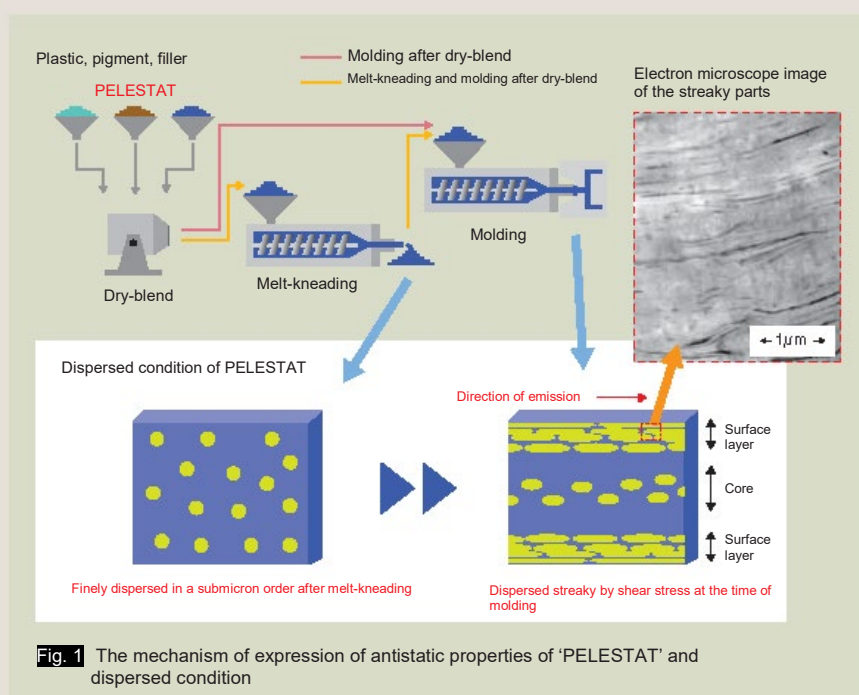 Plastic, pigment, filler
PELESTAT
Molding after dry-blend
Melt-kneading and molding after dry-blend
Electron microscope image
of the streaky parts
Dry-blend
Melt-kneading
Molding
1µm
Dispersed condition of PELESTAT
Direction of emission
Surface
layer
Core
Surface
layer
Finely dispersed in a submicron order after melt-kneading
Dispersed streaky by shear stress at the time of
molding
Fig. 1 The mechanism of expression of antistatic properties of ‘PELESTAT’ and
dispersed condition